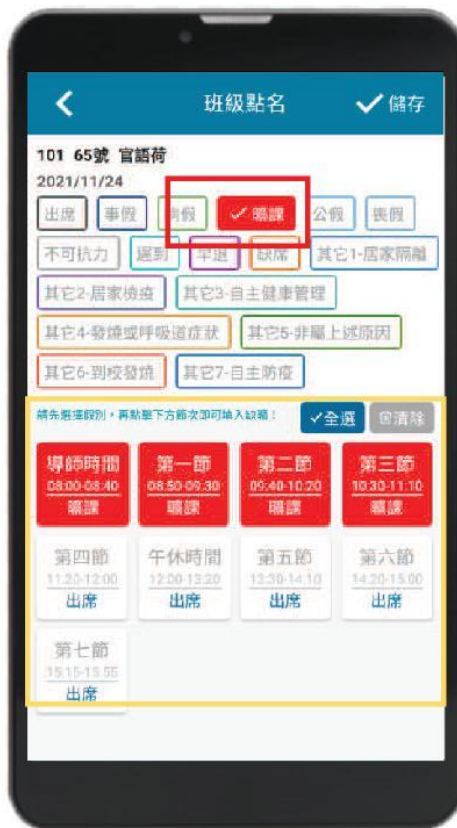 班級點名 儲存
101 65號 官語荷
2021/11/24
出席 事假 病假 曠課 公假 喪假
不可抗力 遲到 早退 缺席 其它1-居家隔離
其它2-居家檢疫 其它3-自主健康管理
其它4-發燒或呼吸道症狀 其它5-非屬上述原因
其它6-到校發燒 其它7-自主防疫
請先選擇假別，再點擊下方節次即可填入缺曠！ 全選 清除
導師時間 第一節 第二節 第三節
08:00-08:40 08:50-09:30 09:40-10:20 10:30-11:10
曠課 曠課 曠課 曠課
第四節 午休時間 第五節 第六節
11:20-12:00 12:00-13:20 13:30-14:10 14:20-15:00
出席 出席 出席 出席
第七節
15:15-15:55
出席